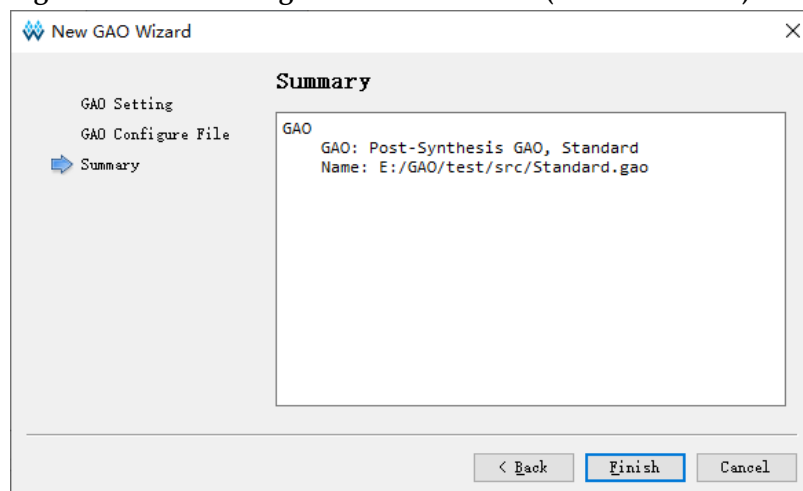 New GAO Wizard
GAO Setting
GAO Configure File
Summary
Summary
GAO
GAO: Post-Synthesis GAO, Standard
Name: E:/GAO/test/src/Standard.gao
< Back
Finish
Cancel